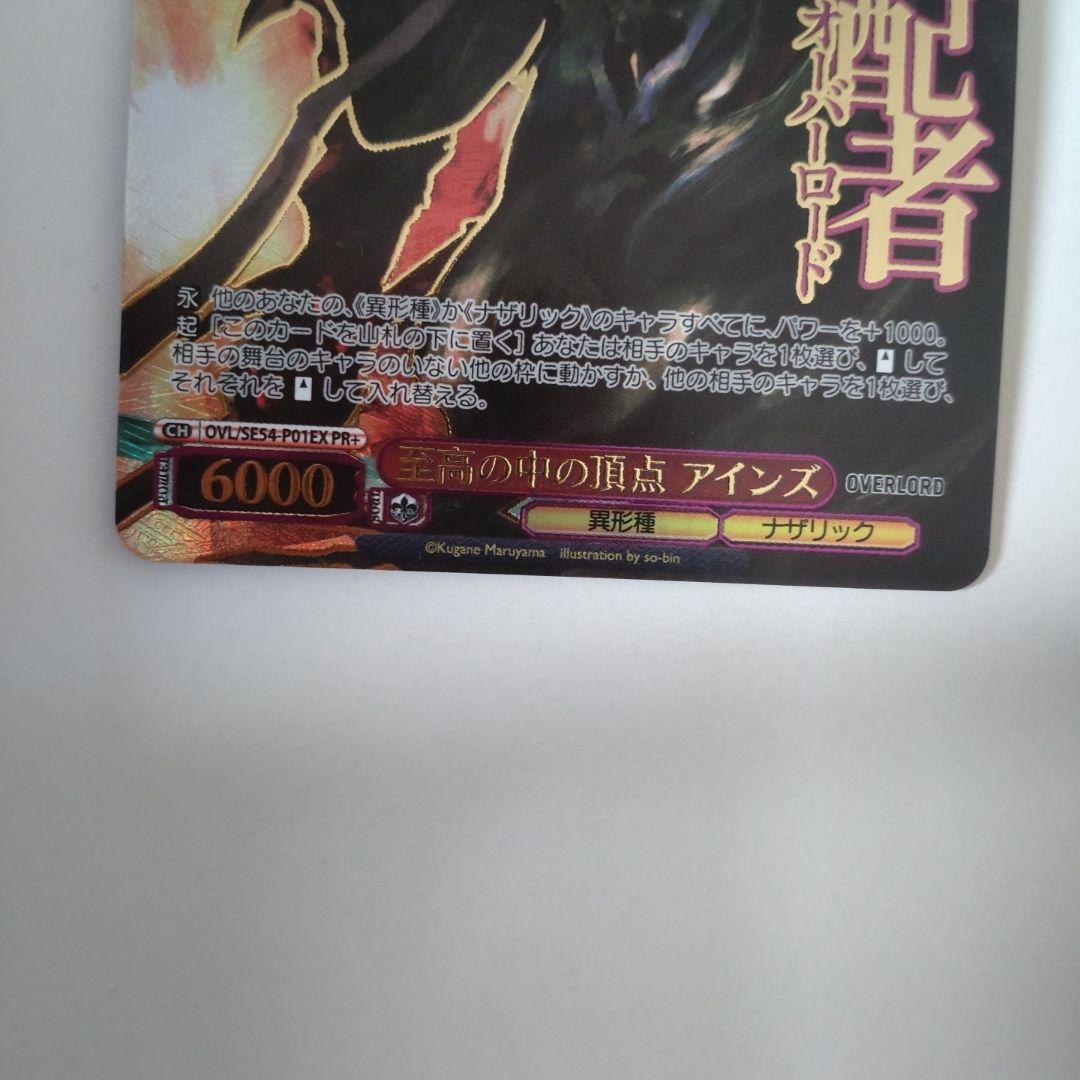 配者
オーバーロード
永 他のあなたの、《異形種》か《ナザリック》のキャラすべてに、パワーを+1000。
起 [このカードを山札の下に置く] あなたは相手のキャラを1枚選び、 して
相手の舞台のキャラのいない他の枠に動かすか、他の相手のキャラを1枚選び、
それぞれを して入れ替える。
CH OVL/SE54-P01EX PR+
6000
至高の中の頂点 アインズ
OVERLORD
異形種
ナザリック
©Kugane Maruyama illustration by so-bin